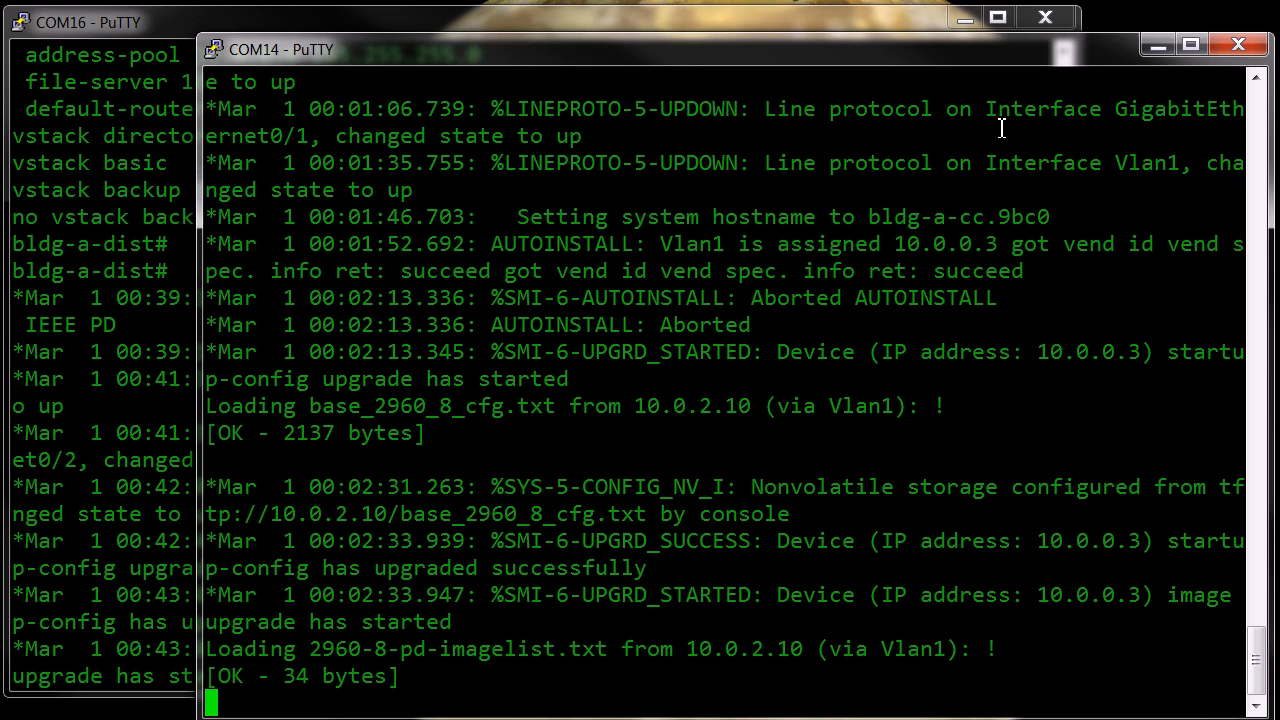 COM16 - PuTTY
address-pool
file-server 1
default-route
vstack directo
vstack basic
vstack backup
no vstack back
bldg-a-dist#
bldg-a-dist#
*Mar  1 00:39:
IEEE PD
*Mar  1 00:39:
*Mar  1 00:41:
o up
*Mar  1 00:41:
et0/2, changed
*Mar  1 00:42:
nged state to
*Mar  1 00:42:
p-config upgra
*Mar  1 00:43:
p-config has u
*Mar  1 00:43:
upgrade has st
COM14 - PuTTY
e to up
*Mar  1 00:01:06.739: %LINEPROTO-5-UPDOWN: Line protocol on Interface GigabitEth
ernet0/1, changed state to up
*Mar  1 00:01:35.755: %LINEPROTO-5-UPDOWN: Line protocol on Interface Vlan1, cha
nged state to up
*Mar  1 00:01:46.703:   Setting system hostname to bldg-a-cc.9bc0
*Mar  1 00:01:52.692: AUTOINSTALL: Vlan1 is assigned 10.0.0.3 got vend id vend s
pec. info ret: succeed got vend id vend spec. info ret: succeed
*Mar  1 00:02:13.336: %SMI-6-AUTOINSTALL: Aborted AUTOINSTALL
*Mar  1 00:02:13.336: AUTOINSTALL: Aborted
*Mar  1 00:02:13.345: %SMI-6-UPGRD_STARTED: Device (IP address: 10.0.0.3) startu
p-config upgrade has started
Loading base_2960_8_cfg.txt from 10.0.2.10 (via Vlan1): !
[OK - 2137 bytes]
*Mar  1 00:02:31.263: %SYS-5-CONFIG_NV_I: Nonvolatile storage configured from tf
tp://10.0.2.10/base_2960_8_cfg.txt by console
*Mar  1 00:02:33.939: %SMI-6-UPGRD_SUCCESS: Device (IP address: 10.0.0.3) startu
p-config has upgraded successfully
*Mar  1 00:02:33.947: %SMI-6-UPGRD_STARTED: Device (IP address: 10.0.0.3) image
upgrade has started
Loading 2960-8-pd-imagelist.txt from 10.0.2.10 (via Vlan1): !
[OK - 34 bytes]